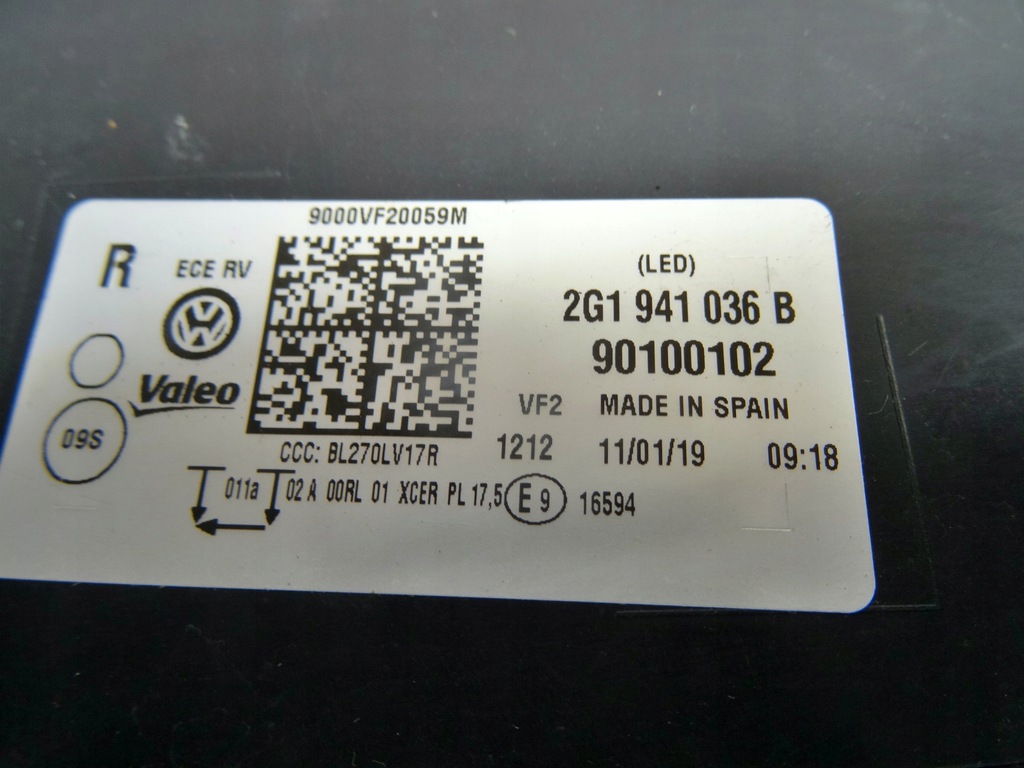 9000VF20059M
R
ECE RV
(LED)
2G1 941 036 B
90100102
Valeo
VF2 MADE IN SPAIN
09S
CCC: BL270LV17R
1212 11/01/19 09:18
011a 02 A 00RL 01 XCER PL 17,5 E 9 16594